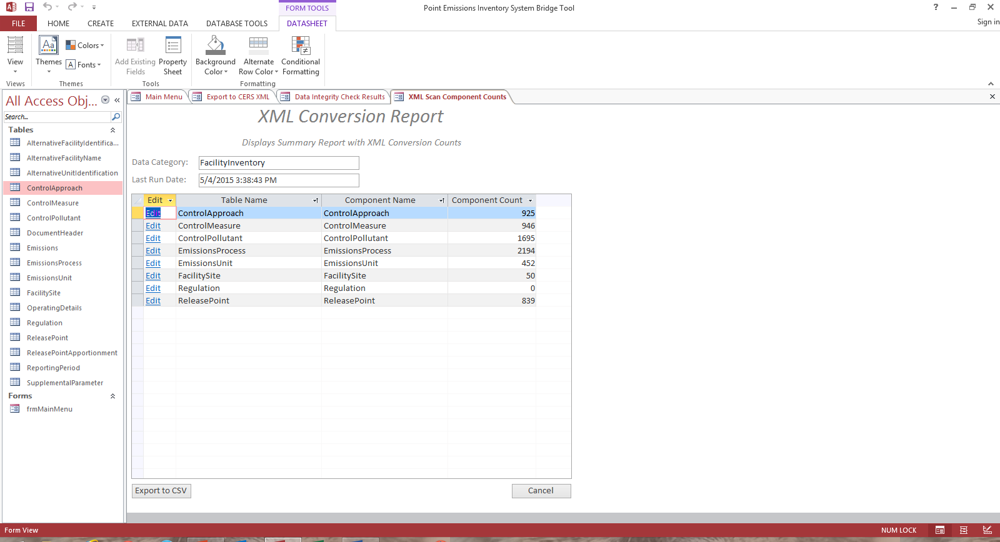 FORM TOOLS
Point Emissions Inventory System Bridge Tool
?
FILE HOME CREATE EXTERNAL DATA DATABASE TOOLS DATASHEET
Sign in
View
Views
Aa
Themes
Colors
A Fonts
Themes
Add Existing Fields
Property Sheet
Tools
Background Color
Alternate Row Color
Conditional Formatting
Formatting
All Access Obj... «
Search...
Tables
AlternativeFacilityIdentifica...
AlternativeFacilityName
AlternativeUnitIdentification
ControlApproach
ControlMeasure
ControlPollutant
DocumentHeader
Emissions
EmissionsProcess
EmissionsUnit
FacilitySite
OperatingDetails
Regulation
ReleasePoint
ReleasePointApportionment
ReportingPeriod
SupplementalParameter
Forms
frmMainMenu
Main Menu Export to CERS XML Data Integrity Check Results XML Scan Component Counts
XML Conversion Report
Displays Summary Report with XML Conversion Counts
Data Category: FacilityInventory
Last Run Date: 5/4/2015 3:38:43 PM
Edit Table Name Component Name Component Count
Edit ControlApproach ControlApproach 925
Edit ControlMeasure ControlMeasure 946
Edit ControlPollutant ControlPollutant 1695
Edit EmissionsProcess EmissionsProcess 2194
Edit EmissionsUnit EmissionsUnit 452
Edit FacilitySite FacilitySite 50
Edit Regulation Regulation 0
Edit ReleasePoint ReleasePoint 839
Export to CSV Cancel
Form View NUM LOCK